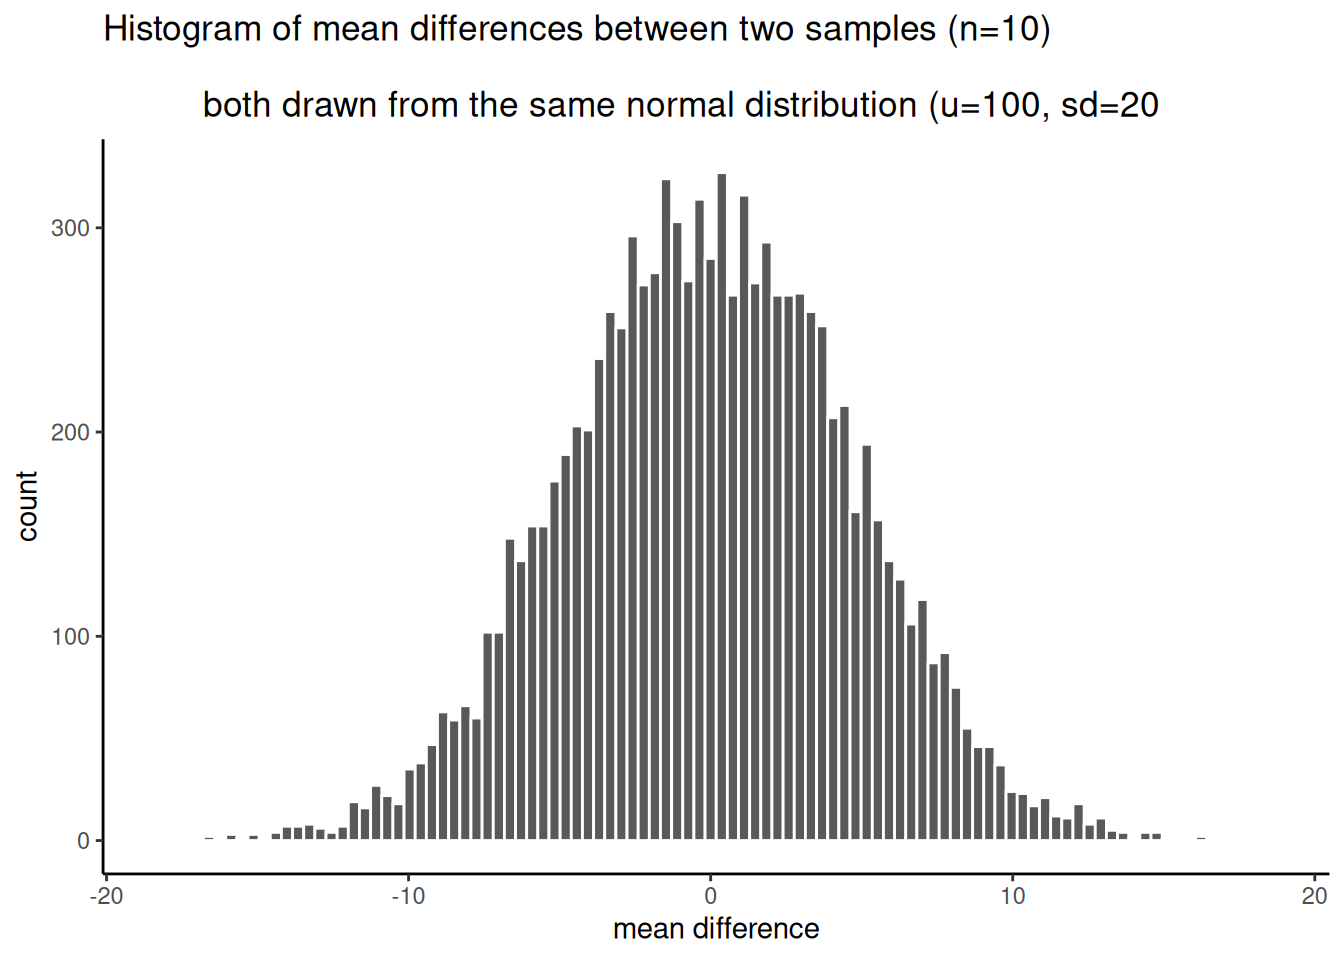 Histogram of mean differences between two samples (n=10)
both drawn from the same normal distribution (u=100, sd=20
300
200
100
0
count
-20
-10
0
10
20
mean difference